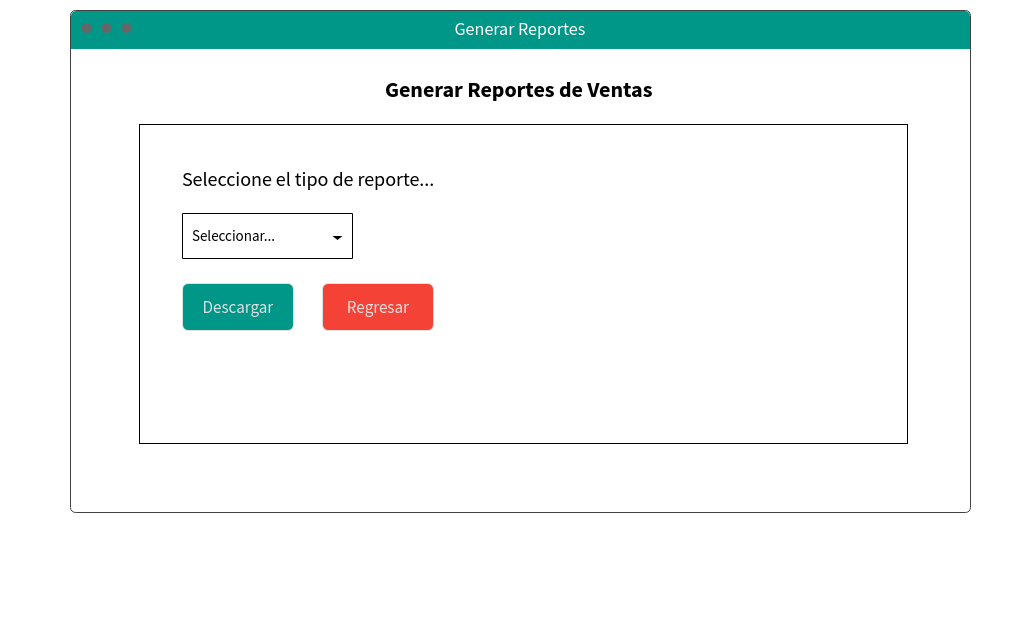 Generar Reportes
Generar Reportes de Ventas
Seleccione el tipo de reporte...
Seleccionar...
Descargar
Regresar